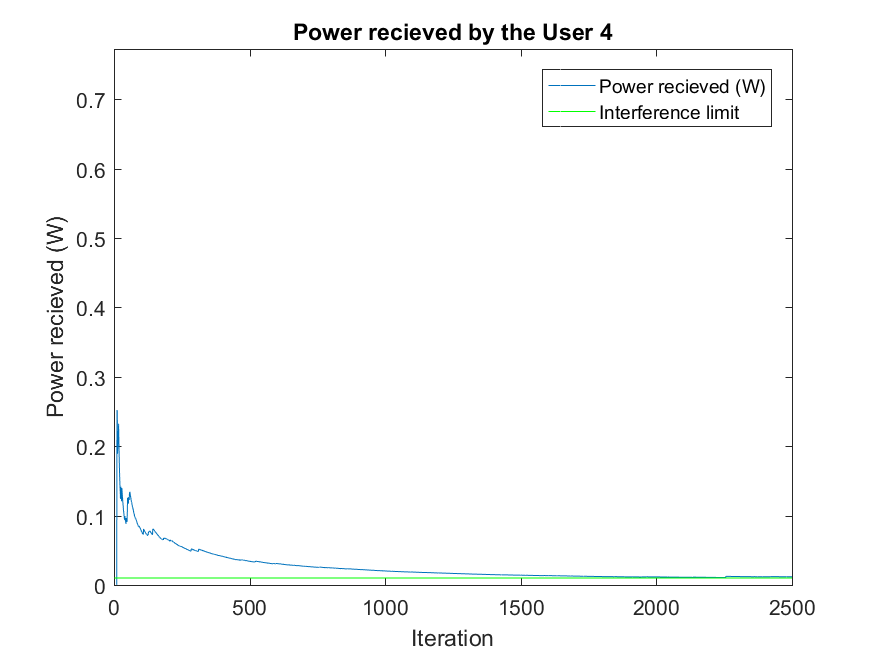 Power recieved by the User 4
Power recieved (W)
Interference limit
0.7
0.6
0.5
0.4
0.3
0.2
0.1
0
Power recieved (W)
0 500 1000 1500 2000 2500
Iteration